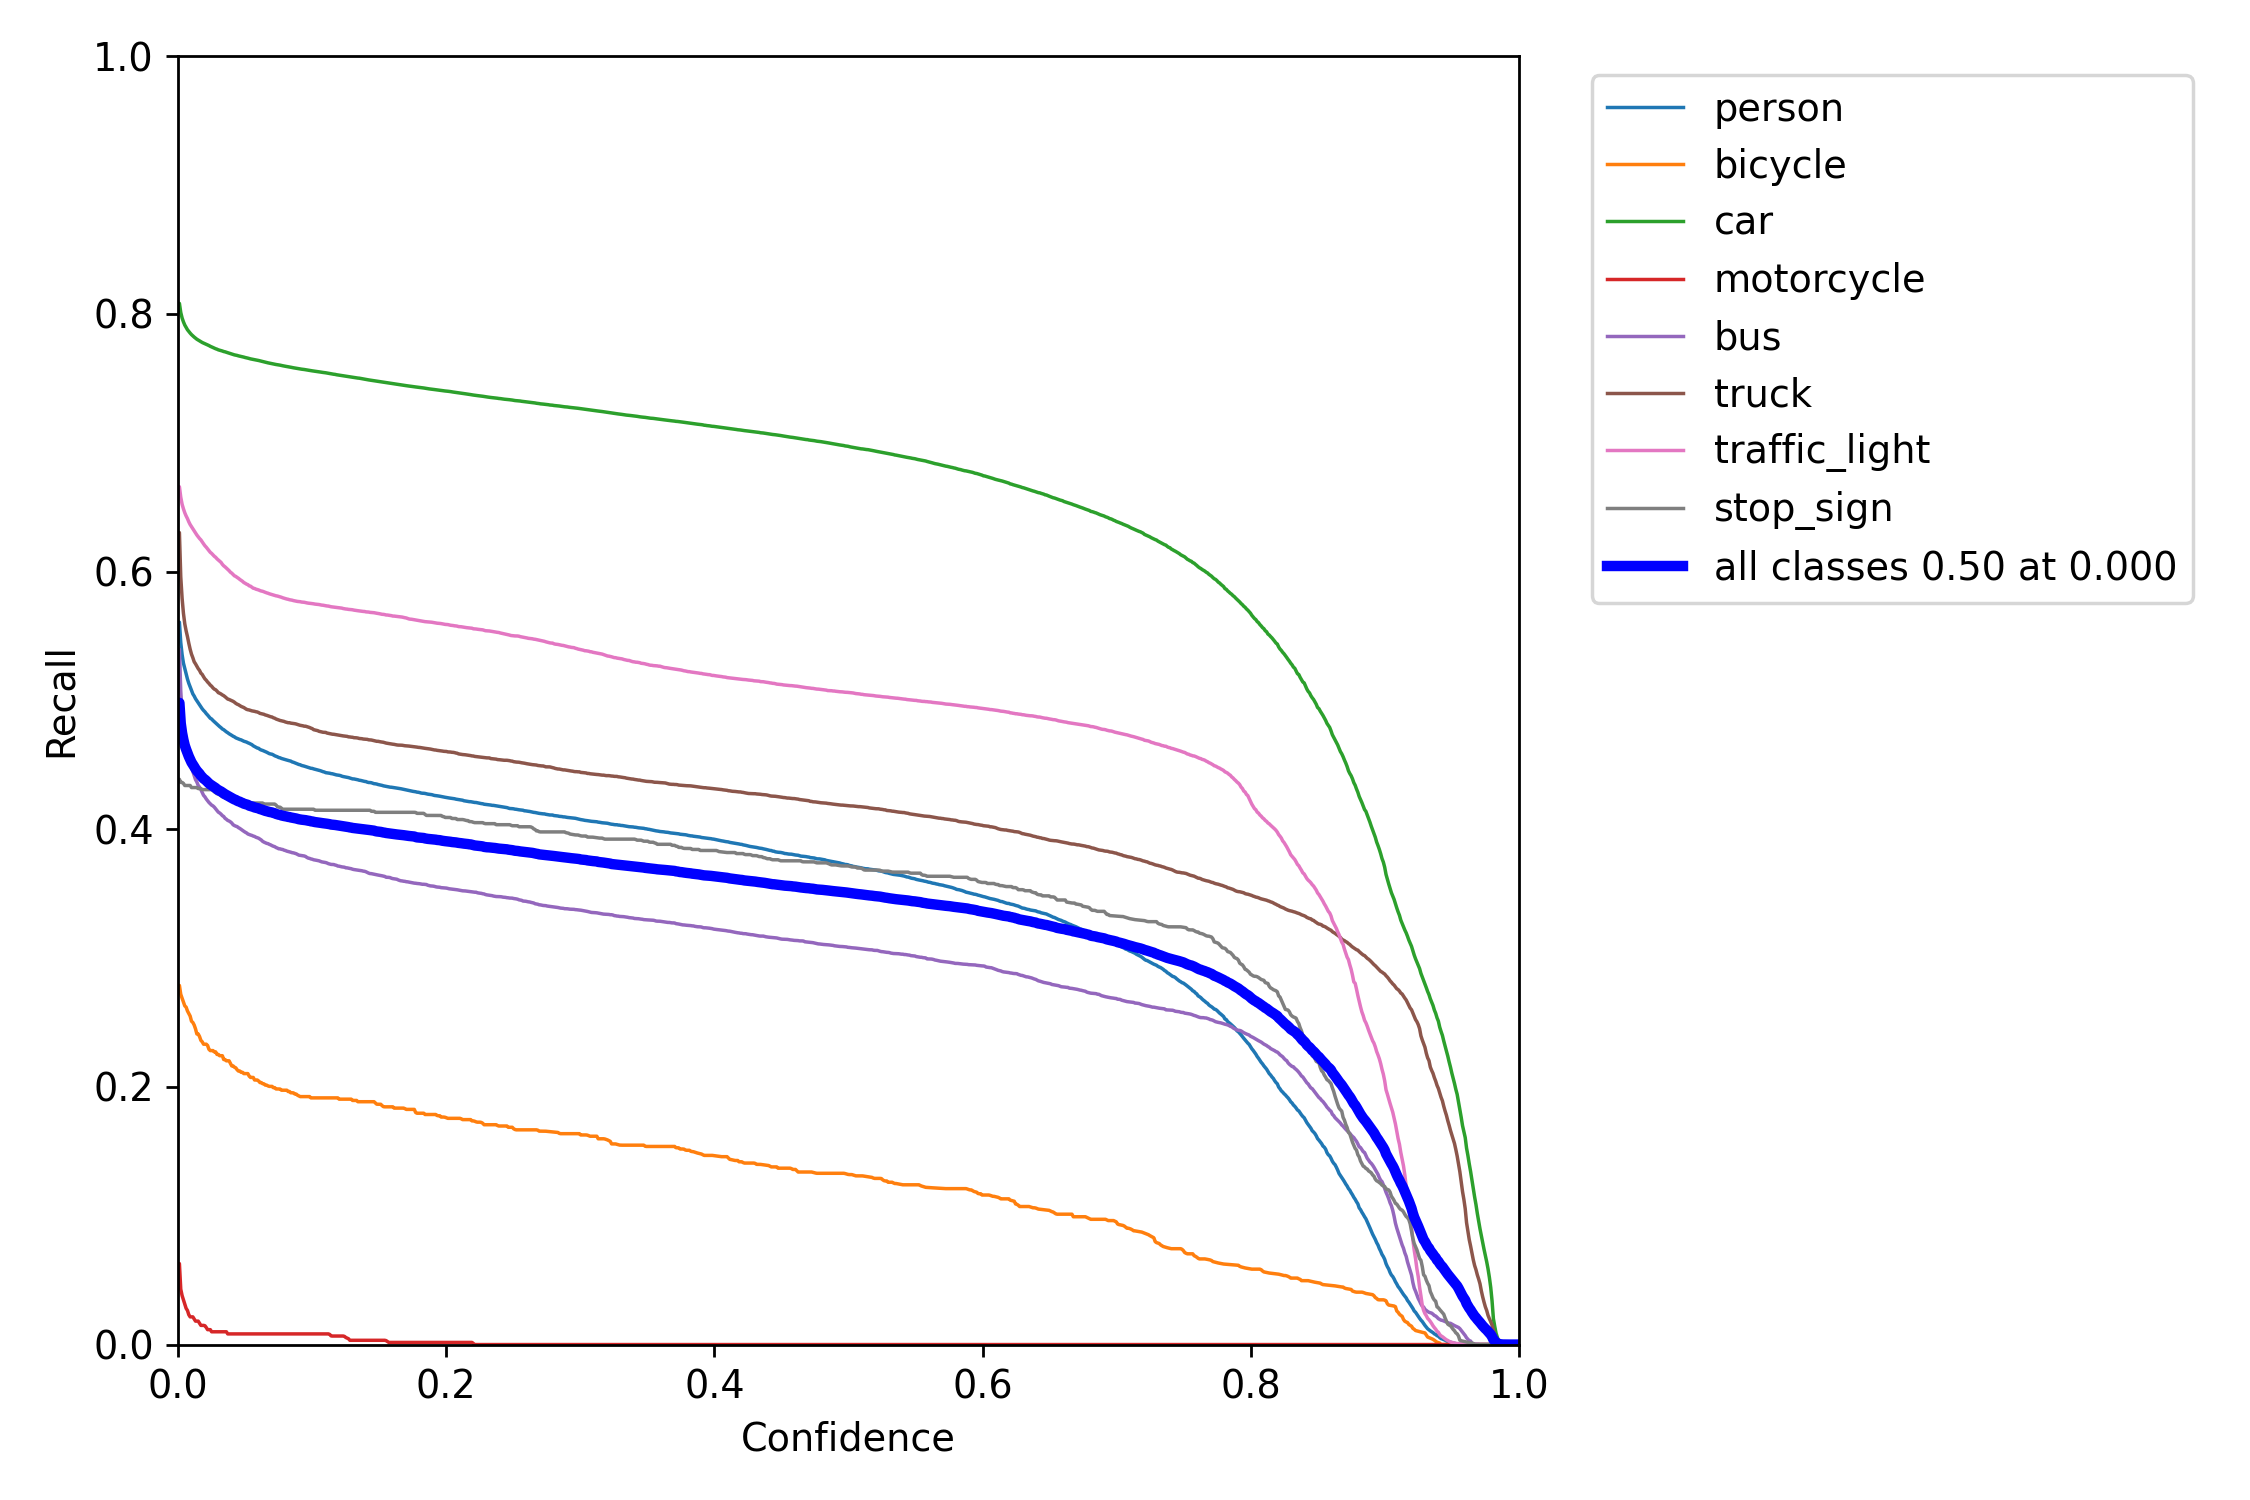 1.0
0.8
0.6
0.4
0.2
0.0
Recall
0.0 0.2 0.4 0.6 0.8 1.0
Confidence
person
bicycle
car
motorcycle
bus
truck
traffic_light
stop_sign
all classes 0.50 at 0.000